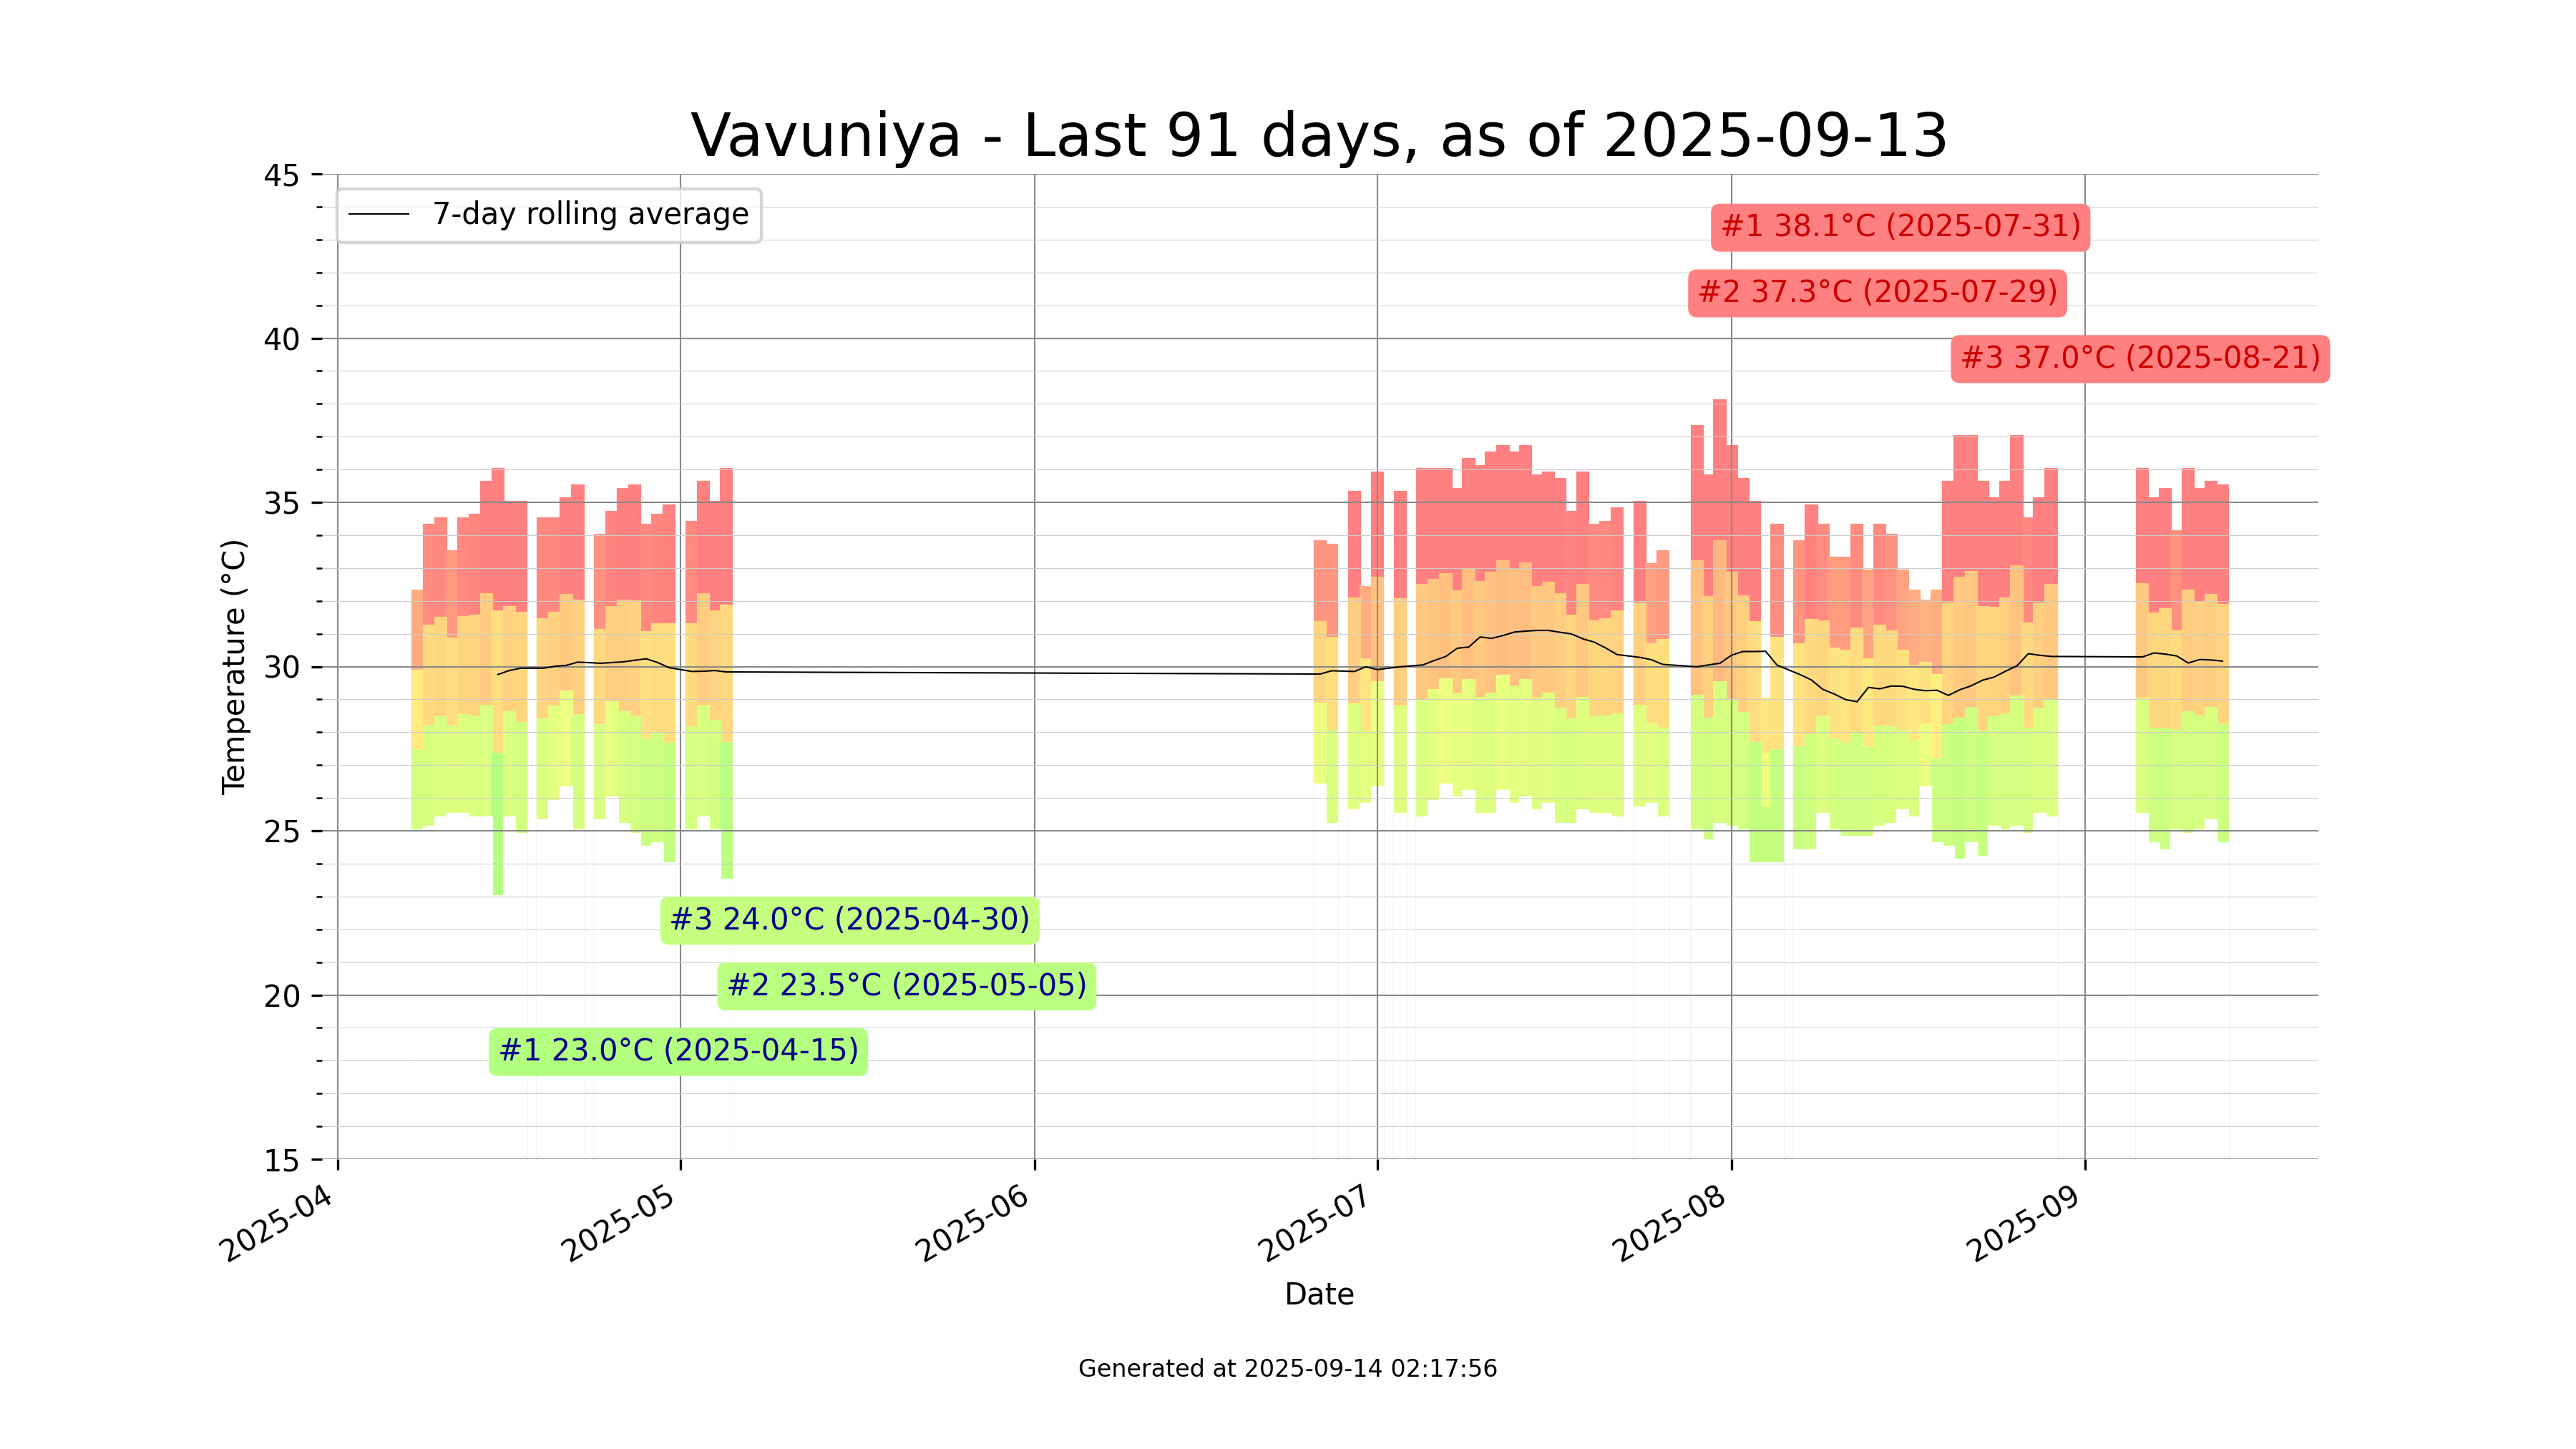 Vavuniya - Last 91 days, as of 2025-09-13
45
7-day rolling average
#1 38.1°C (2025-07-31)
#2 37.3°C (2025-07-29)
40
#3 37.0°C (2025-08-21)
35
Temperature (°C)
30
25
#3 24.0°C (2025-04-30)
#2 23.5°C (2025-05-05)
20
#1 23.0°C (2025-04-15)
15
2025-04
2025-05
2025-06
2025-07
2025-08
2025-09
Date
Generated at 2025-09-14 02:17:56